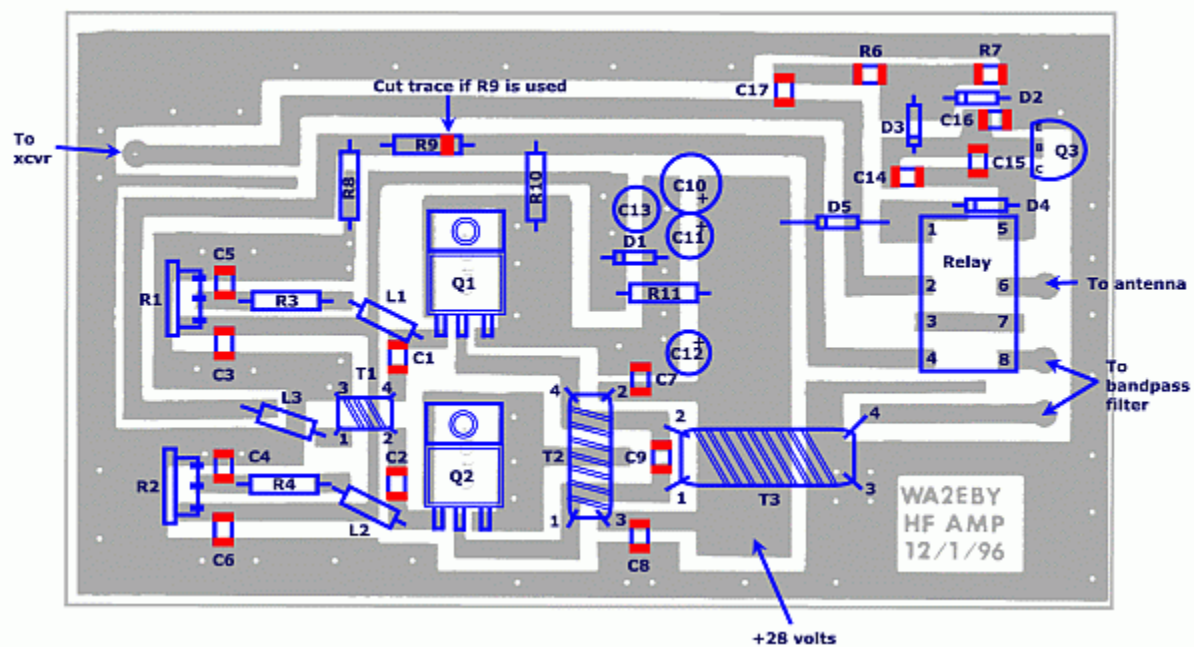 R6
R7
Cut trace if R9 is used
C17
D2
C16
D3
To
xcvr
R9
E
B
C
Q3
C15
C14
R8
R10
C10
+
C13
D5
D4
C11
+
D1
1
5
Relay
C5
Q1
2
6
To antenna
R1
R3
L1
R11
3
7
C3
C1
C12
+
4
8
To
bandpass
filter
T1
3
4
C7
4
2
L3
1
2
2
4
C4
C2
T2
C9
R2
R4
Q2
1
3
T3
WA2EBY
HF AMP
12/1/96
L2
1
3
C6
C8
+28 volts